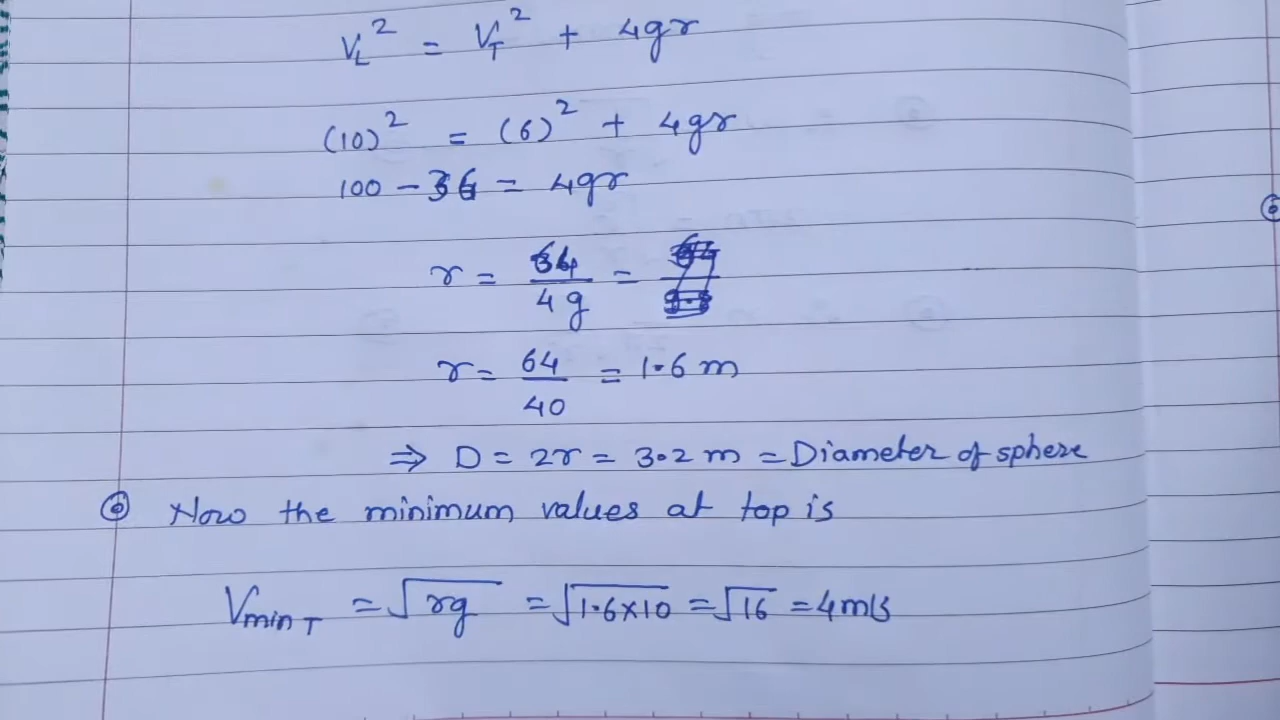 V_L² = V_T² + 4gr
(10)² = (6)² + 4gr
100 - 36 = 4gr
r = 64/4g =
r = 64/40 = 1.6 m
⇒ D = 2r = 3.2 m = Diameter of sphere
⊙ Now the minimum values at top is
V_min T = √rg = √1.6×10 = √16 = 4m/s